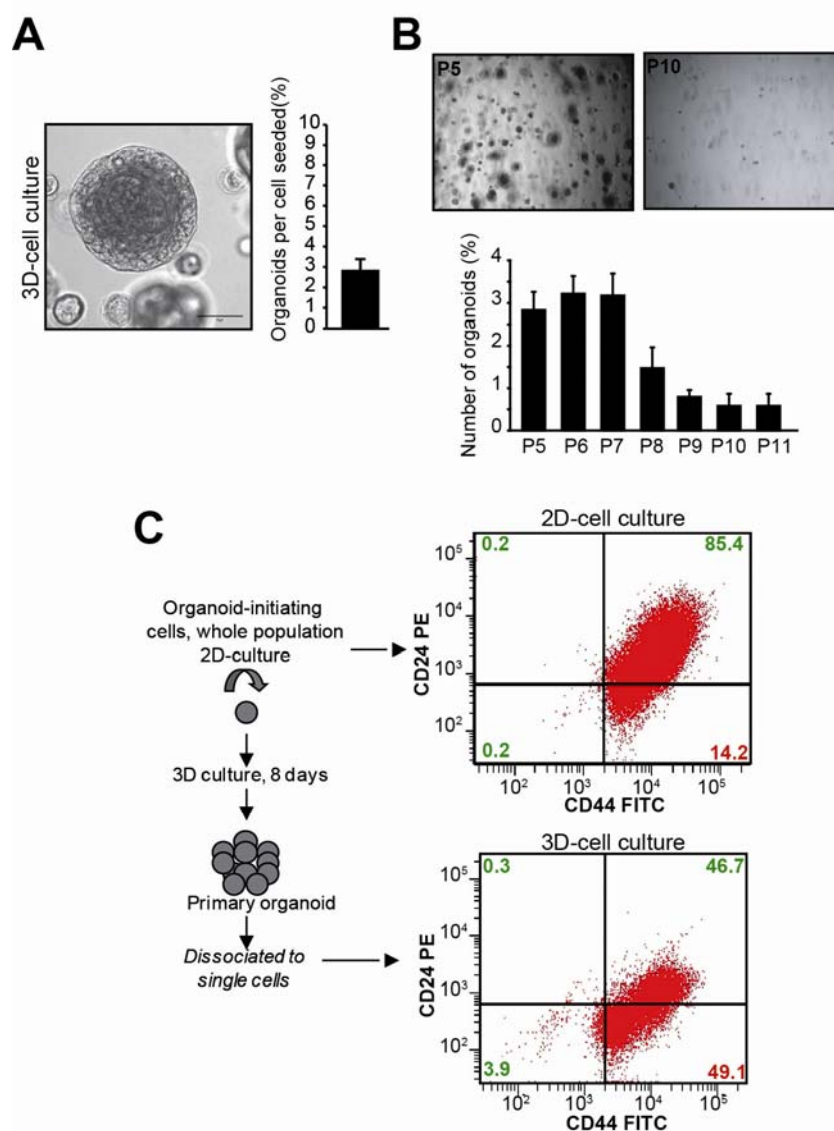 A
3D-cell culture
Organoids per cell seeded(%)
10
9
8
7
6
5
4
3
2
1
0
B
P5
P10
Number of organoids (%)
3
3
2
1
1
0
P5 P6 P7 P8 P9 P10 P11
C
Organoid-initiating
cells, whole population
2D-culture
3D culture, 8 days
Primary organoid
Dissociated to
single cells
2D-cell culture
0.2 85.4
0.2 14.2
CD24 PE
10⁵
10⁴
10³
10²
10² 10³ 10⁴ 10⁵
CD44 FITC
3D-cell culture
0.3 46.7
3.9 49.1
CD24 PE
10⁵
10⁴
10³
10²
10² 10³ 10⁴ 10⁵
CD44 FITC